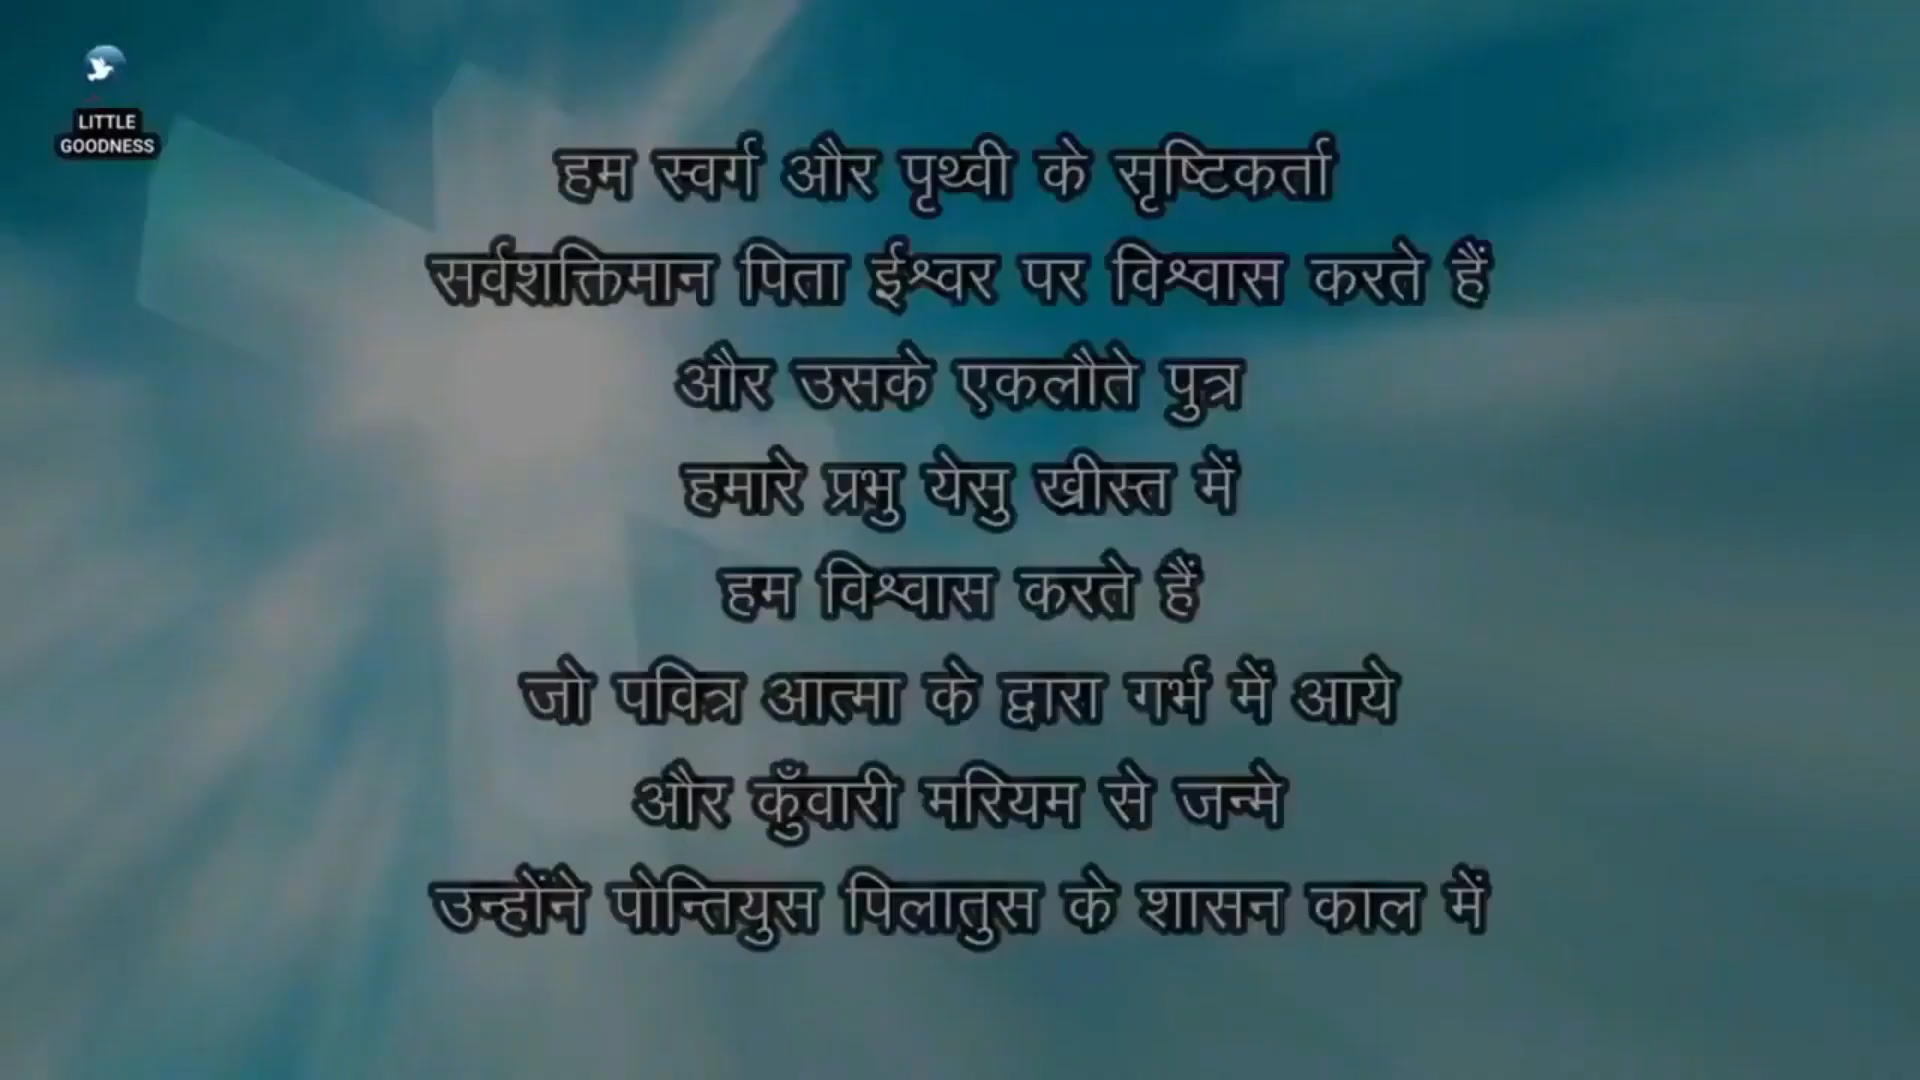 LITTLE
GOODNESS
हम स्वर्ग और पृथ्वी के सृष्टिकर्ता
सर्वशक्तिमान पिता ईश्वर पर विश्वास करते हैं
और उसके एकलौते पुत्र
हमारे प्रभु येसु ख्रीस्त में
हम विश्वास करते हैं
जो पवित्र आत्मा के द्वारा गर्भ में आये
और कुँवारी मरियम से जन्मे
उन्होंने पोन्तियुस पिलातुस के शासन काल में